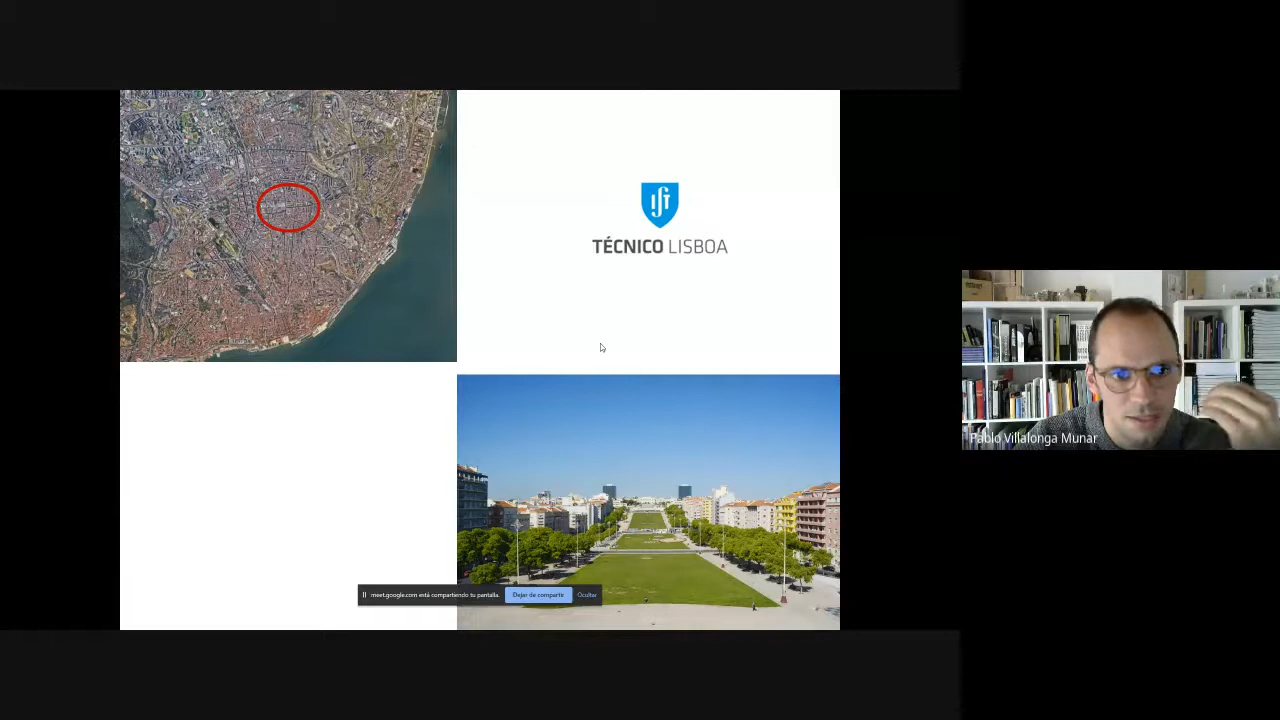 TÉCNICO LISBOA
Pablo Villalonga Munar
meet.google.com está compartiendo tu pantalla.
Dejar de compartir
Ocultar